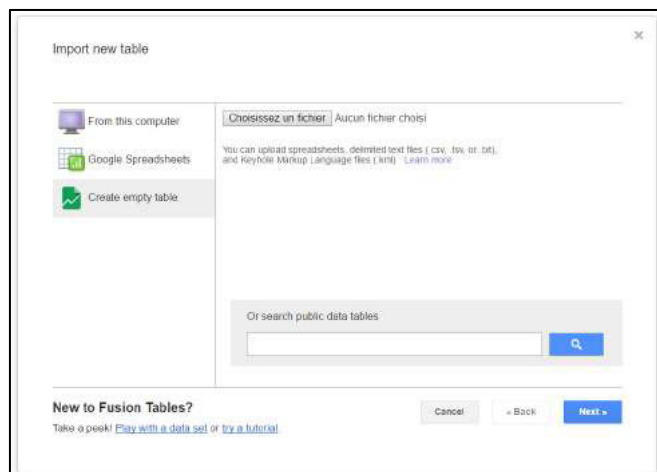 Import new table
×
From this computer
Google Spreadsheets
Create empty table
Choisissez un fichier Aucun fichier choisi
You can upload spreadsheets, delimited text files (.csv, .tsv, or .txt),
and Keyhole Markup Language files (.kml) Learn more
Or search public data tables
New to Fusion Tables?
Take a peek! Play with a data set or try a tutorial
Cancel
« Back
Next »